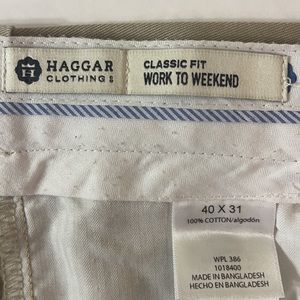 HAGGAR
CLOTHING CO
CLASSIC FIT
WORK TO WEEKEND
40 X 31
100% COTTON/algodón
WPL 386
1018400
MADE IN BANGLADESH
HECHO EN BANGLADESH